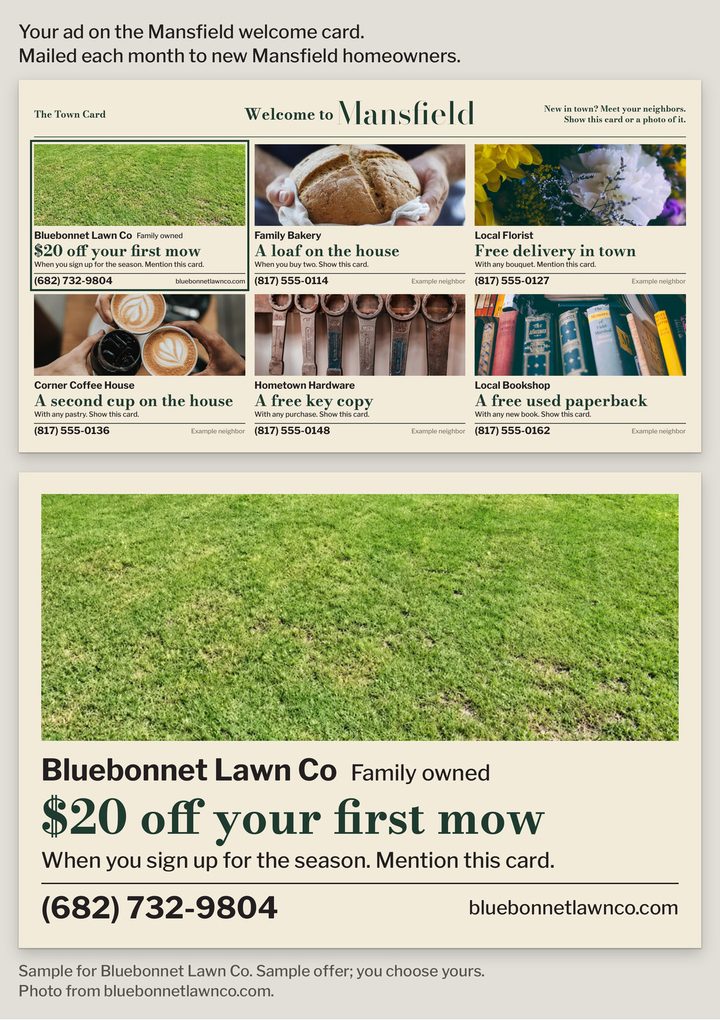 Your ad on the Mansfield welcome card.
Mailed each month to new Mansfield homeowners.
The Town Card
Welcome to Mansfield
New in town? Meet your neighbors.
Show this card or a photo of it.
Bluebonnet Lawn Co Family owned
$20 off your first mow
When you sign up for the season. Mention this card.
(682) 732-9804 bluebonnetlawnco.com
Family Bakery
A loaf on the house
When you buy two. Show this card.
(817) 555-0114 Example neighbor
Local Florist
Free delivery in town
With any bouquet. Mention this card.
(817) 555-0127 Example neighbor
Corner Coffee House
A second cup on the house
With any pastry. Show this card.
(817) 555-0136 Example neighbor
Hometown Hardware
A free key copy
With any purchase. Show this card.
(817) 555-0148 Example neighbor
Local Bookshop
A free used paperback
With any new book. Show this card.
(817) 555-0162 Example neighbor
Bluebonnet Lawn Co Family owned
$20 off your first mow
When you sign up for the season. Mention this card.
(682) 732-9804 bluebonnetlawnco.com
Sample for Bluebonnet Lawn Co. Sample offer; you choose yours.
Photo from bluebonnetlawnco.com.